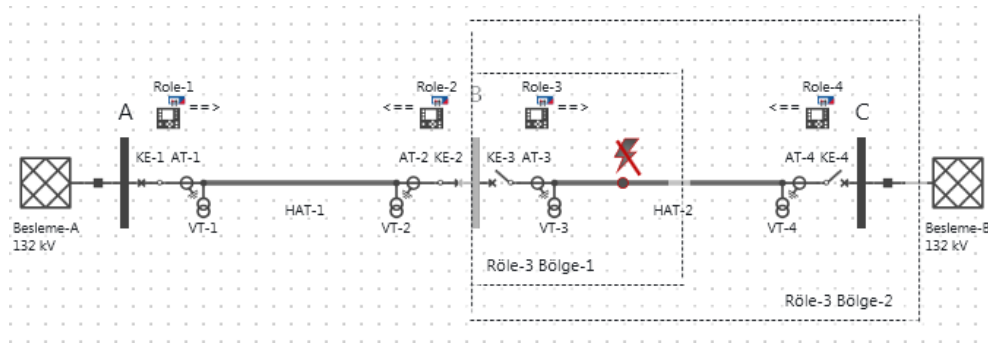 Role-1
Role-2
Role-3
Role-4
==>
<==
==>
<==
A
B
C
KE-1 AT-1
AT-2 KE-2
KE-3 AT-3
AT-4 KE-4
HAT-1
HAT-2
VT-1
VT-2
VT-3
VT-4
Besleme-A
132 kV
Besleme-B
132 kV
Röle-3 Bölge-1
Röle-3 Bölge-2